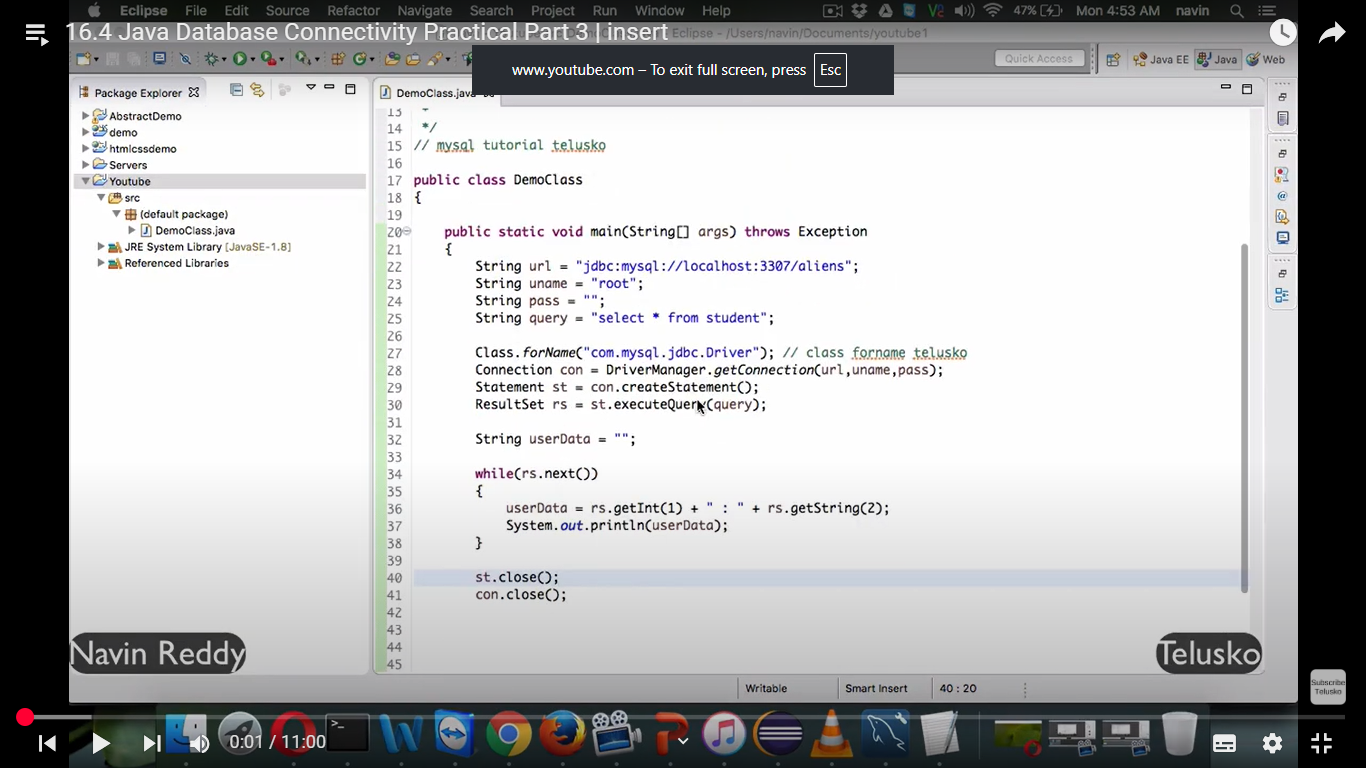 Eclipse File Edit Source Refactor Navigate Search Project Run Window Help 47% Mon 4:53 AM navin
16.4 Java Database Connectivity Practical Part 3 | insert
Eclipse - /Users/navin/Documents/youtube1
www.youtube.com – To exit full screen, press Esc
Quick Access Java EE Java Web
Package Explorer
DemoClass.java
AbstractDemo
demo
htmlcssdemo
Servers
Youtube
src
(default package)
DemoClass.java
JRE System Library [JavaSE-1.8]
Referenced Libraries
13 *
14 */
15 // mysql tutorial telusko
16
17 public class DemoClass
18 {
19
20 public static void main(String[] args) throws Exception
21 {
22 String url = "jdbc:mysql://localhost:3307/aliens";
23 String uname = "root";
24 String pass = "";
25 String query = "select * from student";
26
27 Class.forName("com.mysql.jdbc.Driver"); // class forname telusko
28 Connection con = DriverManager.getConnection(url,uname,pass);
29 Statement st = con.createStatement();
30 ResultSet rs = st.executeQuery(query);
31
32 String userData = "";
33
34 while(rs.next())
35 {
36 userData = rs.getInt(1) + " : " + rs.getString(2);
37 System.out.println(userData);
38 }
39
40 st.close();
41 con.close();
42
43
44
45
Navin Reddy
Telusko
Writable Smart Insert 40 : 20
Subscribe
Telusko
0:01 / 11:00